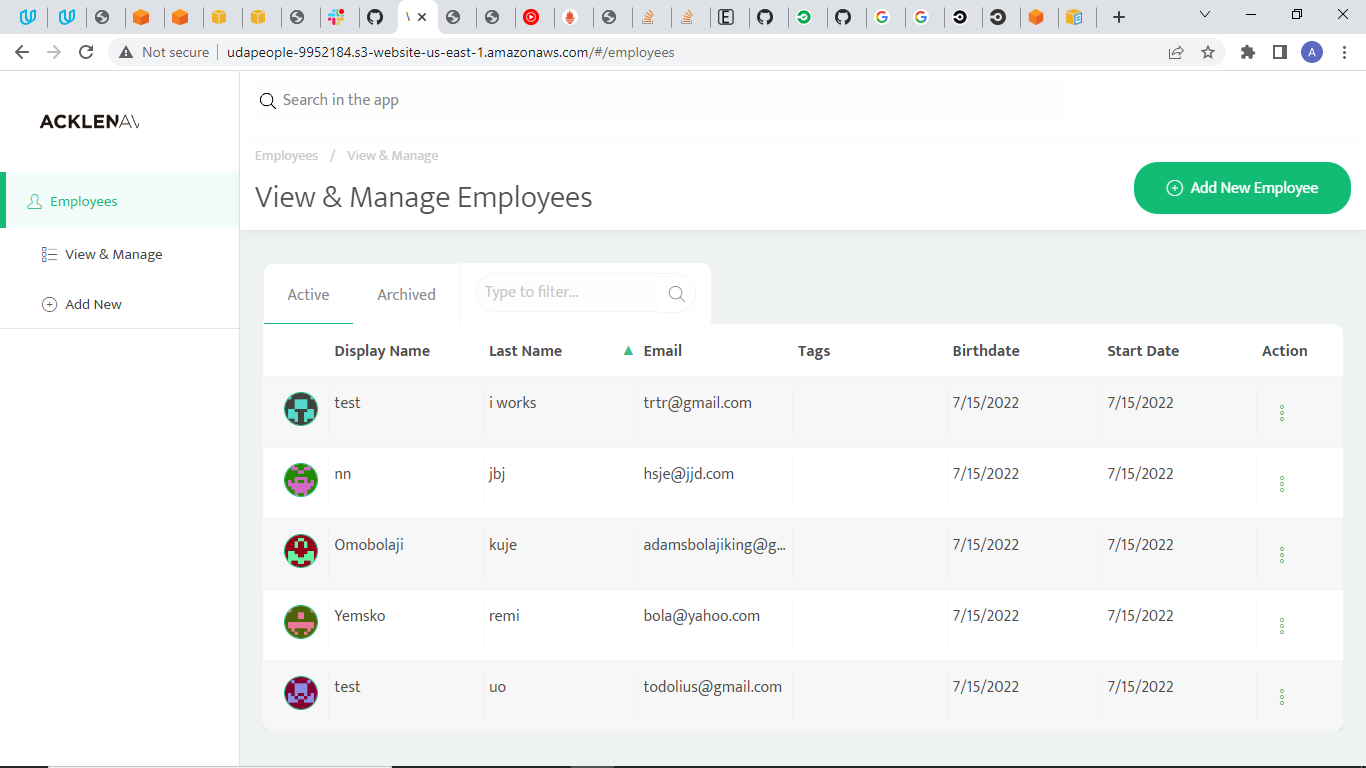 Not secure
udapeople-9952184.s3-website-us-east-1.amazonaws.com/#/employees
A
ACKLENAV
Search in the app
Employees / View & Manage
View & Manage Employees
Add New Employee
Employees
View & Manage
Add New
Active Archived Type to filter...
Display Name Last Name Email Tags Birthdate Start Date Action
test i works trtr@gmail.com 7/15/2022 7/15/2022
nn jbj hsje@jjd.com 7/15/2022 7/15/2022
Omobolaji kuje adamsbolajiking@g... 7/15/2022 7/15/2022
Yemsko remi bola@yahoo.com 7/15/2022 7/15/2022
test uo todolius@gmail.com 7/15/2022 7/15/2022